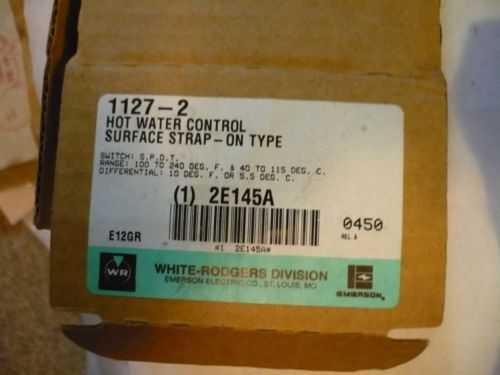 1127-2
HOT WATER CONTROL
SURFACE STRAP-ON TYPE
SWITCH: S.P.D.T.
RANGE: 100 TO 240 DEG. F. & 40 TO 115 DEG. C.
DIFFERENTIAL: 10 DEG. F. OR 5.5 DEG. C.
(1) 2E145A
0450
E12GR
REL A
*1 2E145A*
WR
WHITE-RODGERS DIVISION
EMERSON ELECTRIC CO., ST. LOUIS, MO
EMERSON